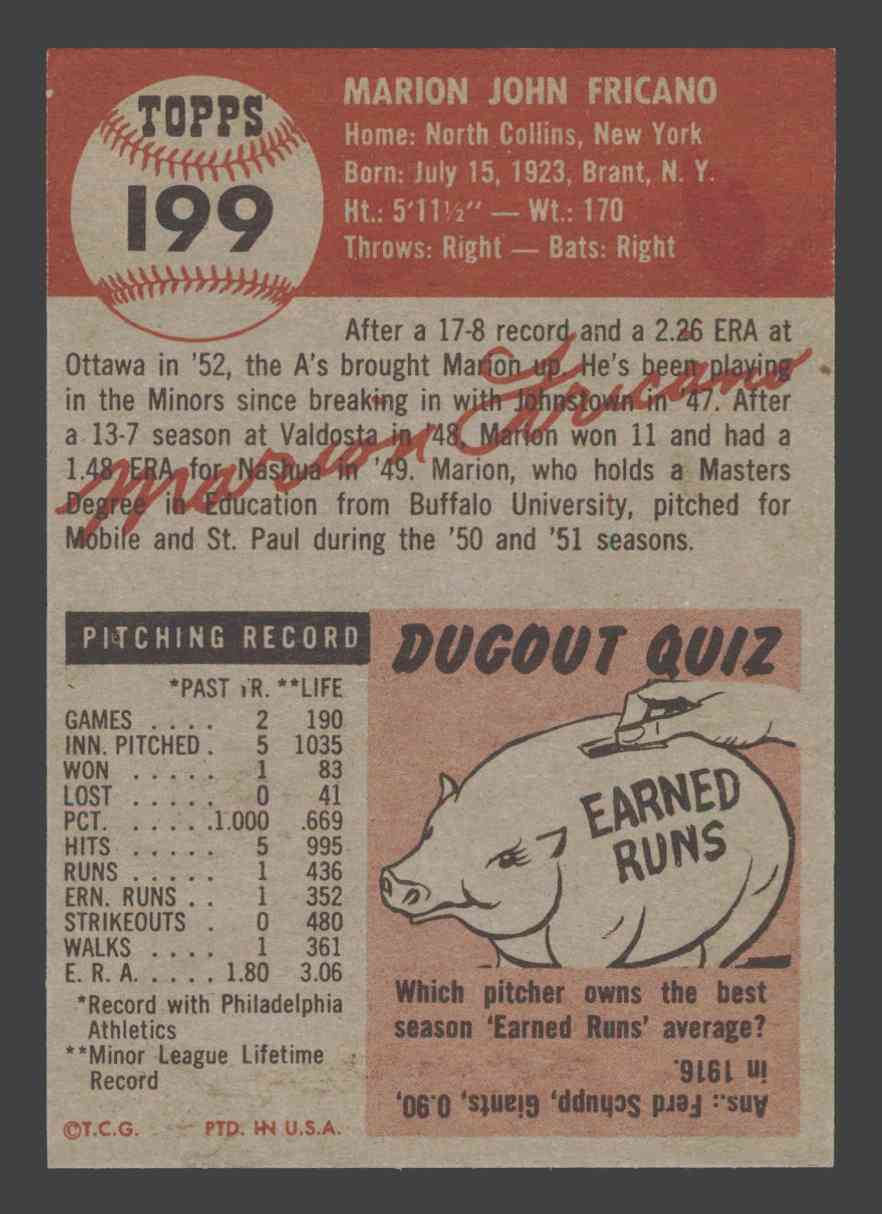 TOPPS
199
MARION JOHN FRICANO
Home: North Collins, New York
Born: July 15, 1923, Brant, N. Y.
Ht.: 5'11½" — Wt.: 170
Throws: Right — Bats: Right
After a 17-8 record and a 2.26 ERA at
Ottawa in '52, the A's brought Marion up. He's been playing
in the Minors since breaking in with Johnstown in '47. After
a 13-7 season at Valdosta in '48, Marion won 11 and had a
1.48 ERA for Nashua in '49. Marion, who holds a Masters
Degree in Education from Buffalo University, pitched for
Mobile and St. Paul during the '50 and '51 seasons.
Marion Fricano
PITCHING RECORD
*PAST YR. **LIFE
GAMES . . . . 2 190
INN. PITCHED . 5 1035
WON . . . . . 1 83
LOST . . . . . 0 41
PCT. . . . . .1.000 .669
HITS . . . . . 5 995
RUNS . . . . . 1 436
ERN. RUNS . . 1 352
STRIKEOUTS . 0 480
WALKS . . . . 1 361
E. R. A. . . . . 1.80 3.06
*Record with Philadelphia
Athletics
**Minor League Lifetime
Record
©T.C.G. PTD. IN U.S.A.
DUGOUT QUIZ
EARNED
RUNS
Which pitcher owns the best
season 'Earned Runs' average?
Ans.: Ferd Schupp, Giants, 0.90,
in 1916.